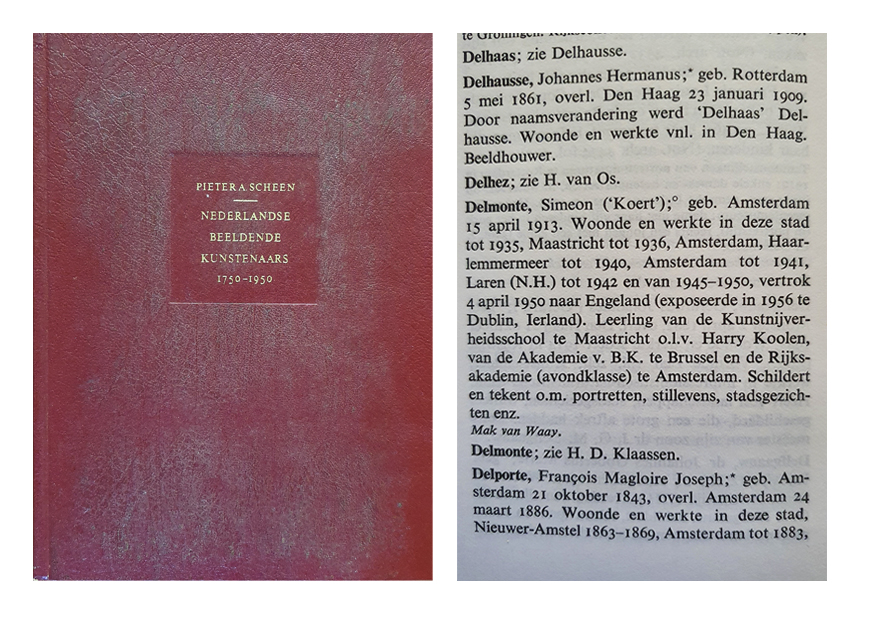 PIETER A. SCHEEN
NEDERLANDSE
BEELDENDE
KUNSTENAARS
1750-1950
te Groningen.
Delhaas; zie Delhausse.
Delhausse, Johannes Hermanus;* geb. Rotterdam
5 mei 1861, overl. Den Haag 23 januari 1909.
Door naamsverandering werd ‘Delhaas’ Del-
hausse. Woonde en werkte vnl. in Den Haag.
Beeldhouwer.
Delhez; zie H. van Os.
Delmonte, Simeon (‘Koert’);° geb. Amsterdam
15 april 1913. Woonde en werkte in deze stad
tot 1935, Maastricht tot 1936, Amsterdam, Haar-
lemmermeer tot 1940, Amsterdam tot 1941,
Laren (N.H.) tot 1942 en van 1945–1950, vertrok
4 april 1950 naar Engeland (exposeerde in 1956 te
Dublin, Ierland). Leerling van de Kunstnijver-
heidsschool te Maastricht o.l.v. Harry Koolen,
van de Akademie v. B.K. te Brussel en de Rijks-
akademie (avondklasse) te Amsterdam. Schildert
en tekent o.m. portretten, stillevens, stadsgezich-
ten enz.
Mak van Waay.
Delmonte; zie H. D. Klaassen.
Delporte, François Magloire Joseph;* geb. Am-
sterdam 21 oktober 1843, overl. Amsterdam 24
maart 1886. Woonde en werkte in deze stad,
Nieuwer-Amstel 1863–1869, Amsterdam tot 1883,